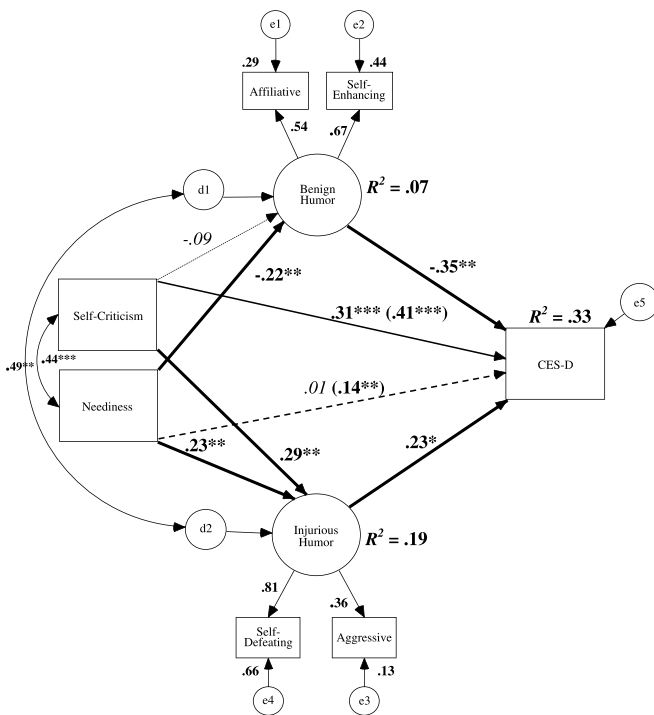 e1
e2
.29
.44
Affiliative
Self-
Enhancing
.54
.67
Benign
Humor
R² = .07
d1
-.09
-.22**
-.35**
e5
Self-Criticism
.31*** (.41***)
R² = .33
.49**
.44***
CES-D
Neediness
.01 (.14**)
.23**
.29**
.23*
d2
Injurious
Humor
R² = .19
.81
.36
Self-
Defeating
Aggressive
.66
.13
e4
e3